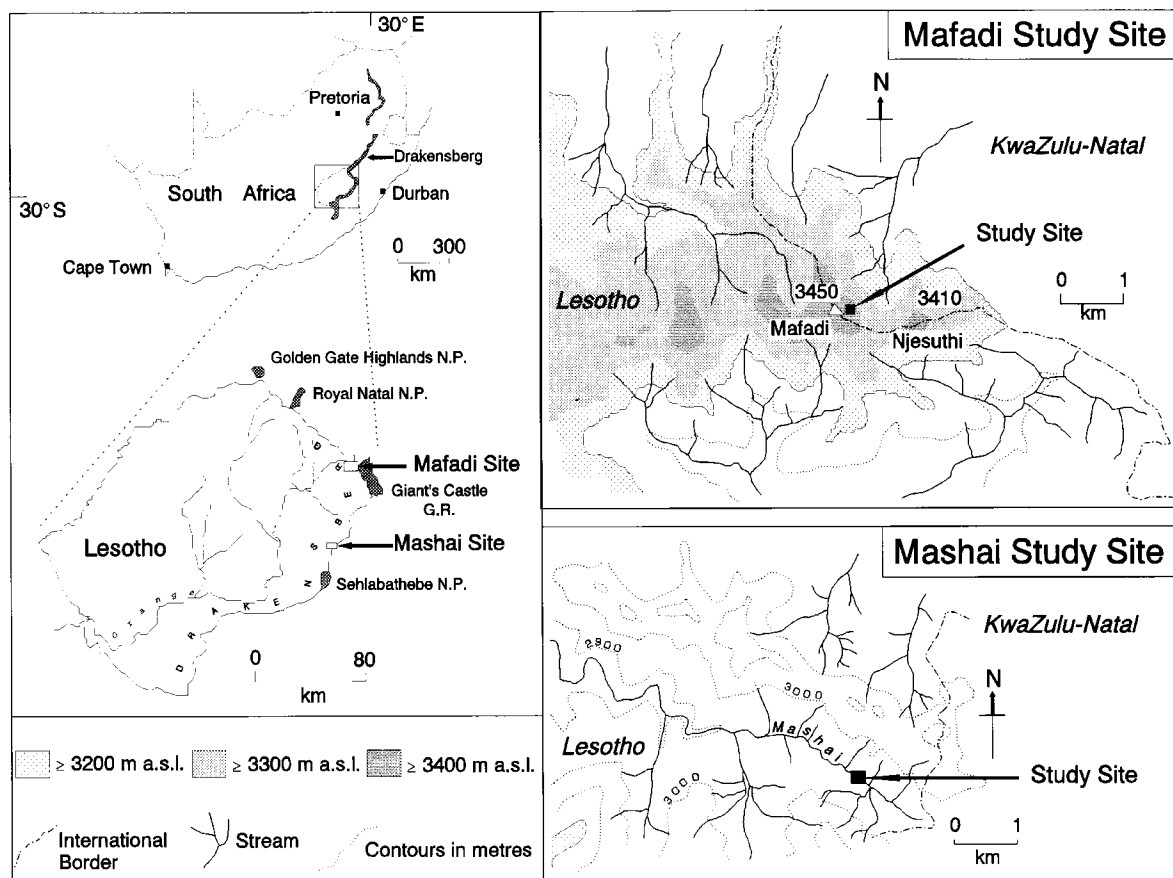 30° E
Pretoria
Drakensberg
South Africa
Durban
30° S
0 300
km
Cape Town
Golden Gate Highlands N.P.
Royal Natal N.P.
Mafadi Site
Giant's Castle
G.R.
Mashai Site
Lesotho
Sehlabathebe N.P.
Orange
DRAKENSBERG
0 80
km
≥ 3200 m a.s.l.
≥ 3300 m a.s.l.
≥ 3400 m a.s.l.
International
Border
Stream
Contours in metres
Mafadi Study Site
N
KwaZulu-Natal
Study Site
0 1
km
3450
3410
Lesotho
Mafadi
Njesuthi
Mashai Study Site
KwaZulu-Natal
2900
N
3000
Mashai
Lesotho
3000
Study Site
0 1
km